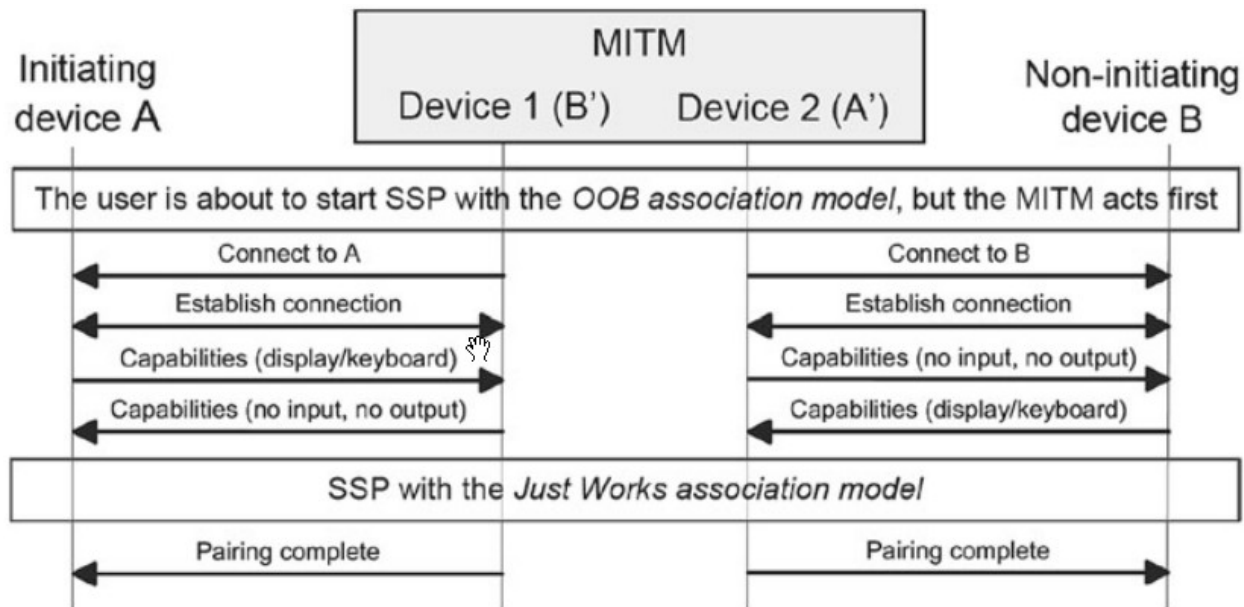 MITM
Initiating
device A
Device 1 (B’)
Device 2 (A’)
Non-initiating
device B
The user is about to start SSP with the OOB association model, but the MITM acts first
Connect to A
Connect to B
Establish connection
Establish connection
Capabilities (display/keyboard)
Capabilities (no input, no output)
Capabilities (no input, no output)
Capabilities (display/keyboard)
SSP with the Just Works association model
Pairing complete
Pairing complete